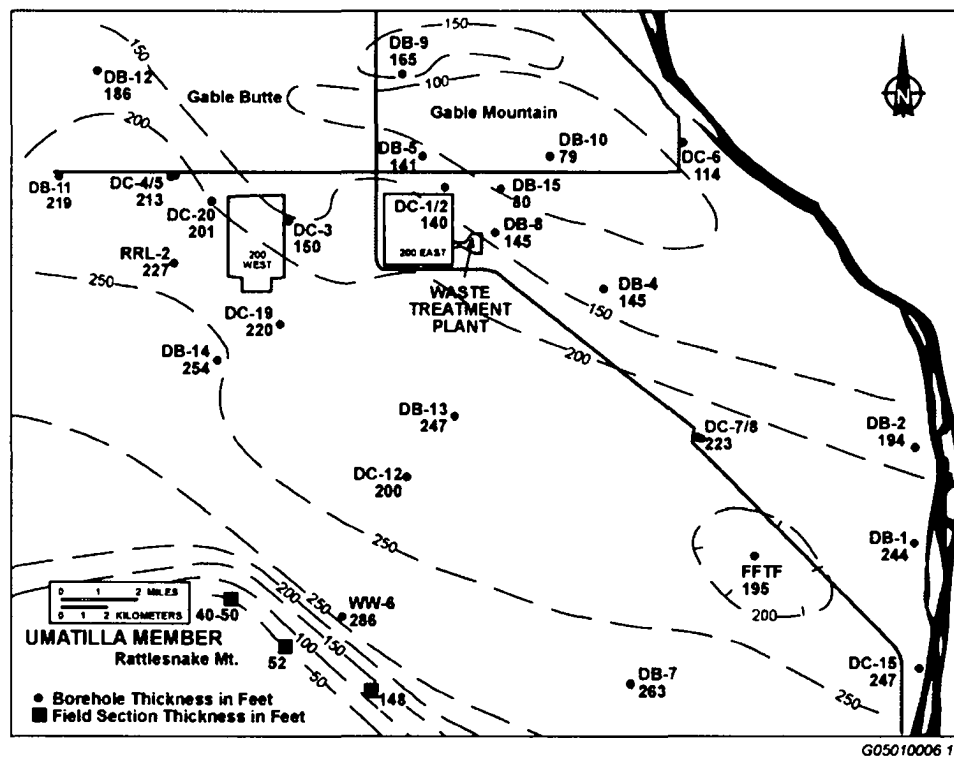 150
150
DB-9
165
DB-12
186
Gable Butte
100
Gable Mountain
N
200
DB-5
141
DB-10
79
DC-6
114
DB-11
219
DC-4/5
213
DC-20
201
DC-3
150
DC-1/2
140
DB-15
80
DB-8
145
200
WEST
200 EAST
RRL-2
227
250
WASTE
TREATMENT
PLANT
DB-4
145
150
DC-19
220
200
DB-14
254
DB-13
247
DC-7/8
223
DB-2
194
DC-12
200
250
DB-1
244
FFTF
195
200
0 1 2 MILES
0 1 2 KILOMETERS
40-50
200
250
150
100
50
WW-6
286
UMATILLA MEMBER
Rattlesnake Mt.
52
148
DB-7
263
DC-15
247
250
Borehole Thickness in Feet
Field Section Thickness in Feet
G05010006 1